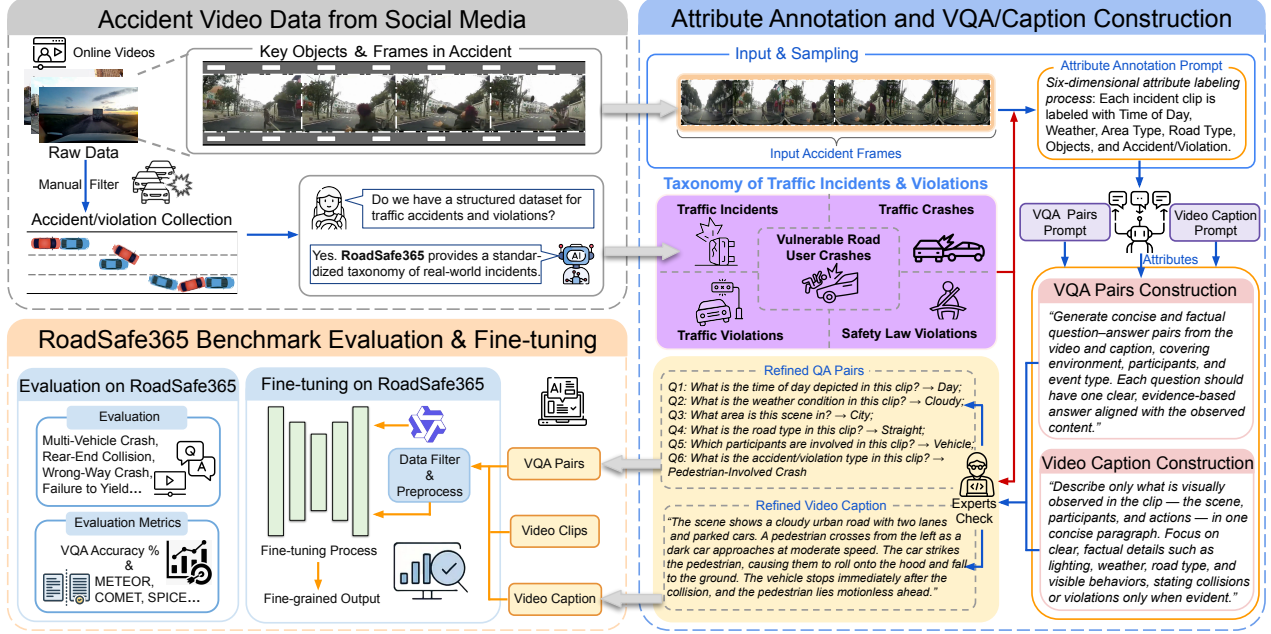 Accident Video Data from Social Media
Online Videos
Key Objects & Frames in Accident
Raw Data
Manual Filter
Accident/violation Collection
Do we have a structured dataset for
traffic accidents and violations?
Yes. RoadSafe365 provides a standar-
dized taxonomy of real-world incidents.
AI
Attribute Annotation and VQA/Caption Construction
Input & Sampling
Input Accident Frames
Attribute Annotation Prompt
Six-dimensional attribute labeling
process: Each incident clip is
labeled with Time of Day,
Weather, Area Type, Road Type,
Objects, and Accident/Violation.
Taxonomy of Traffic Incidents & Violations
Traffic Incidents
Traffic Crashes
Vulnerable Road
User Crashes
Traffic Violations
Safety Law Violations
VQA Pairs
Prompt
Video Caption
Prompt
Attributes
VQA Pairs Construction
“Generate concise and factual
question–answer pairs from the
video and caption, covering
environment, participants, and
event type. Each question should
have one clear, evidence-based
answer aligned with the observed
content.”
Video Caption Construction
“Describe only what is visually
observed in the clip — the scene,
participants, and actions — in one
concise paragraph. Focus on
clear, factual details such as
lighting, weather, road type, and
visible behaviors, stating collisions
or violations only when evident.”
Refined QA Pairs
Q1: What is the time of day depicted in this clip? → Day;
Q2: What is the weather condition in this clip? → Cloudy;
Q3: What area is this scene in? → City;
Q4: What is the road type in this clip? → Straight;
Q5: Which participants are involved in this clip? → Vehicle;
Q6: What is the accident/violation type in this clip? →
Pedestrian-Involved Crash
Experts
Check
Refined Video Caption
“The scene shows a cloudy urban road with two lanes
and parked cars. A pedestrian crosses from the left as a
dark car approaches at moderate speed. The car strikes
the pedestrian, causing them to roll onto the hood and fall
to the ground. The vehicle stops immediately after the
collision, and the pedestrian lies motionless ahead.”
RoadSafe365 Benchmark Evaluation & Fine-tuning
Evaluation on RoadSafe365
Evaluation
Multi-Vehicle Crash,
Rear-End Collision,
Wrong-Way Crash,
Failure to Yield…
Q
A
Evaluation Metrics
VQA Accuracy %
&
METEOR,
COMET, SPICE…
Fine-tuning on RoadSafe365
Data Filter
&
Preprocess
Fine-tuning Process
Fine-grained Output
AI
VQA Pairs
Video Clips
Video Caption